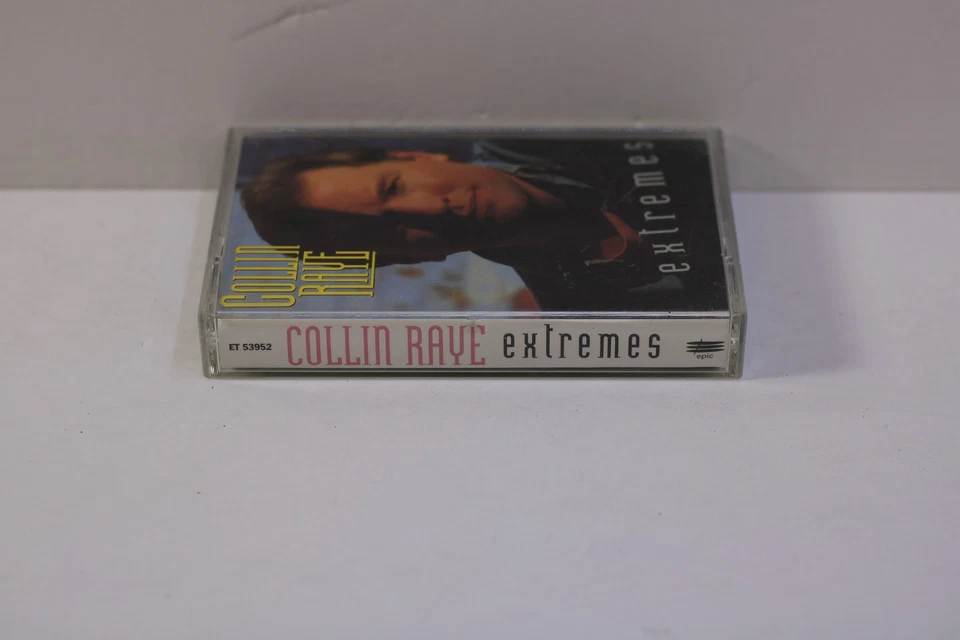 COLLIN
RAYE
extremes
ET 53952 COLLIN RAYE extremes epic